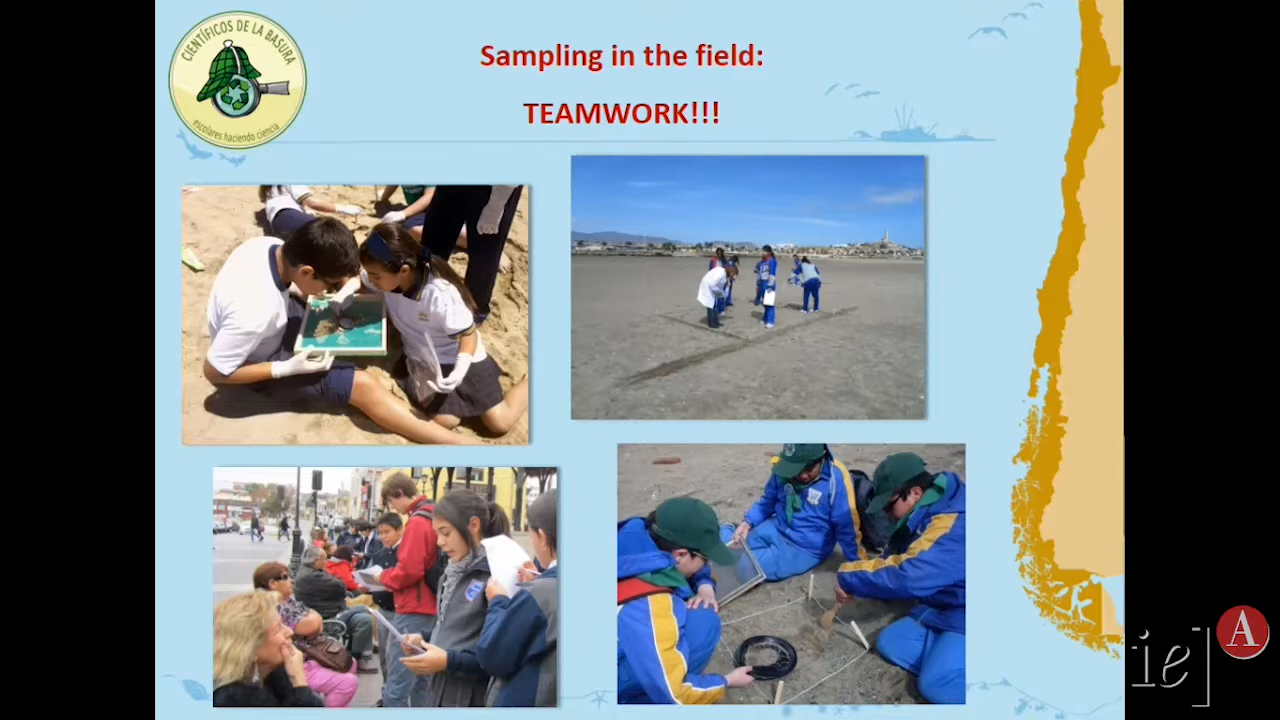 CIENTÍFICOS DE LA BASURA
escolares haciendo ciencia
Sampling in the field:
TEAMWORK!!!
ie]
A